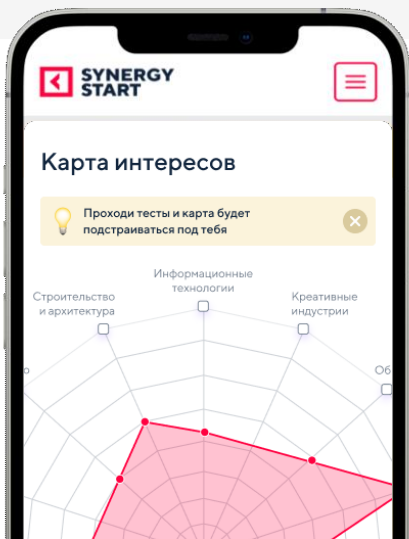 SYNERGY
START
Карта интересов
Проходи тесты и карта будет
подстраиваться под тебя
Информационные
технологии
Строительство
и архитектура
Креативные
индустрии